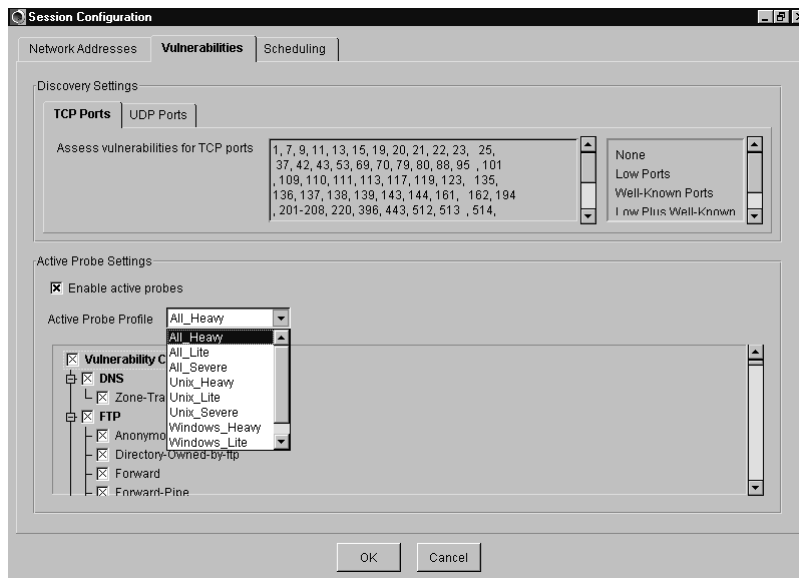 Session Configuration
Network Addresses
Vulnerabilities
Scheduling
Discovery Settings
TCP Ports
UDP Ports
Assess vulnerabilities for TCP ports
1, 7, 9, 11, 13, 15, 19, 20, 21, 22, 23,  25,
37, 42, 43, 53, 69, 70, 79, 80, 88, 95 , 101
, 109, 110, 111, 113, 117, 119, 123,  135,
136, 137, 138, 139, 143, 144, 161,  162, 194
, 201-208, 220, 396, 443, 512, 513 , 514,
None
Low Ports
Well-Known Ports
Low Plus Well-Known
Active Probe Settings
Enable active probes
Active Probe Profile
All_Heavy
All_Heavy
All_Lite
All_Severe
Unix_Heavy
Unix_Lite
Unix_Severe
Windows_Heavy
Windows_Lite
Vulnerability C
DNS
Zone-Tra
FTP
Anonymo
Directory-Owned-by-ftp
Forward
Forward-Pipe
OK
Cancel